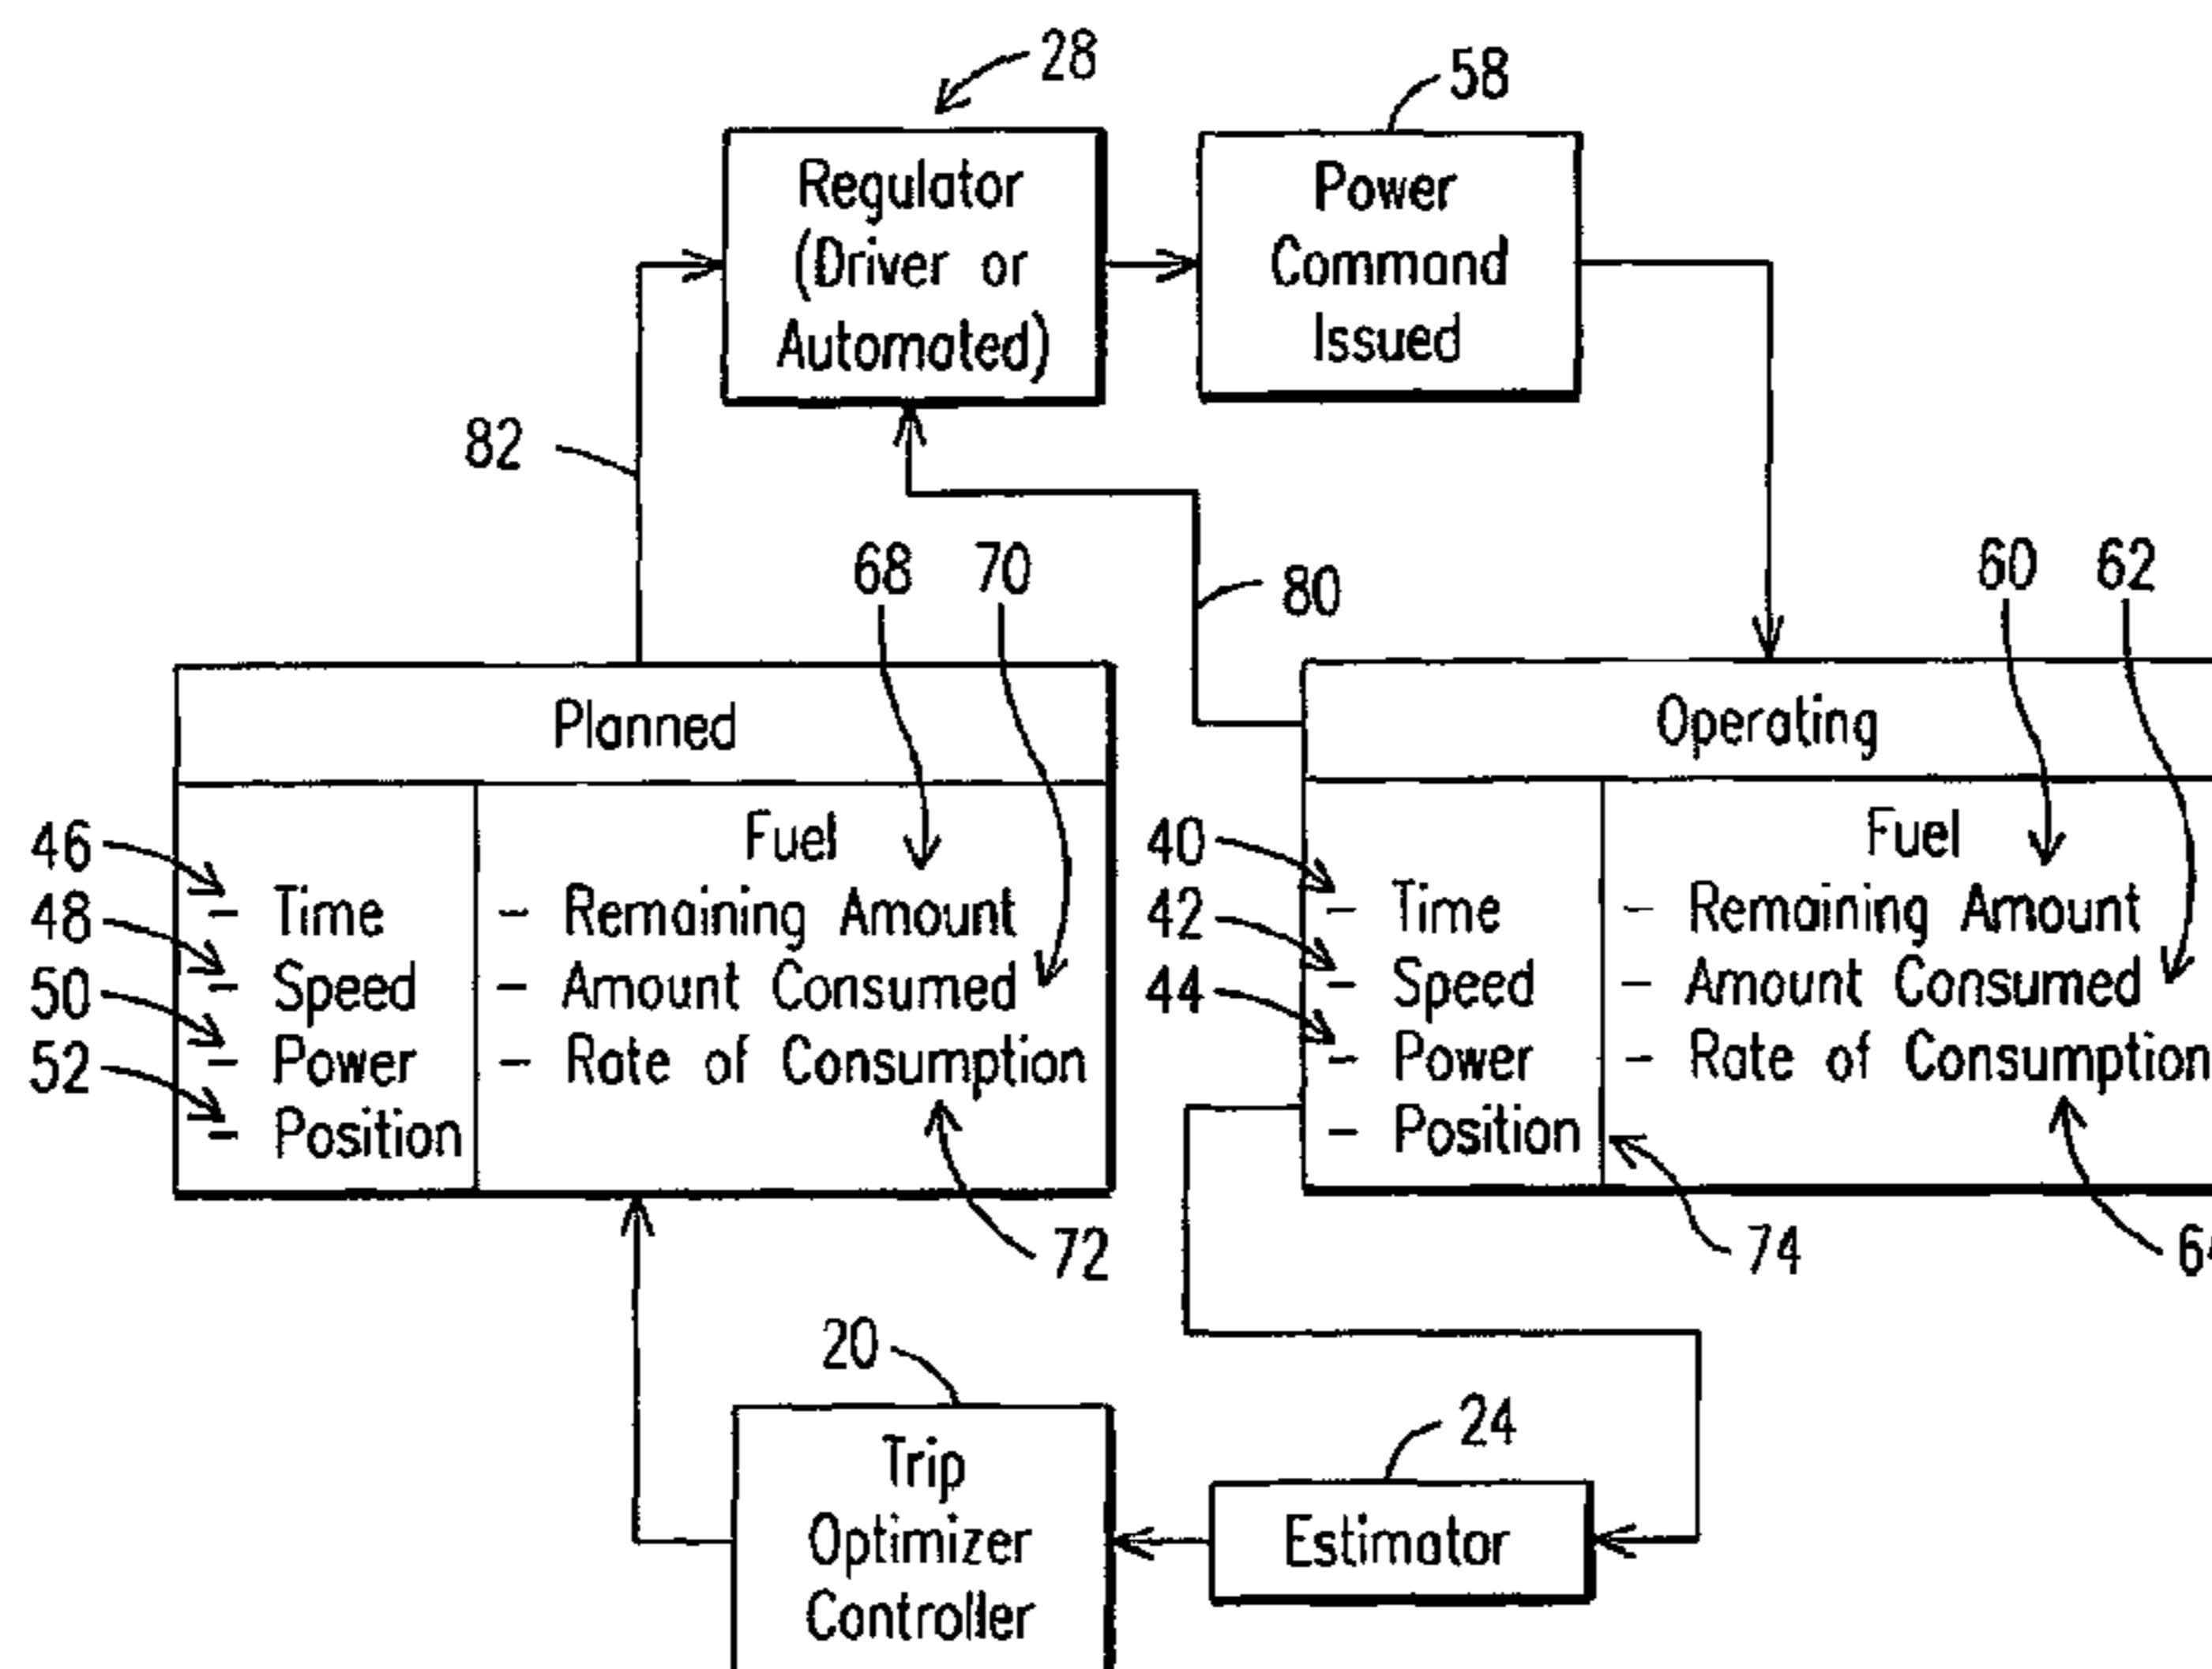 28
58
Regulator
(Driver or
Automated)
Power
Command
Issued
82
80
68 70
60 62
Planned
46
48
50
52
- Time
- Speed
- Power
- Position
Fuel
- Remaining Amount
- Amount Consumed
- Rate of Consumption
72
Operating
40
42
44
- Time
- Speed
- Power
- Position
Fuel
- Remaining Amount
- Amount Consumed
- Rate of Consumption
74
20
Trip
Optimizer
Controller
24
Estimator